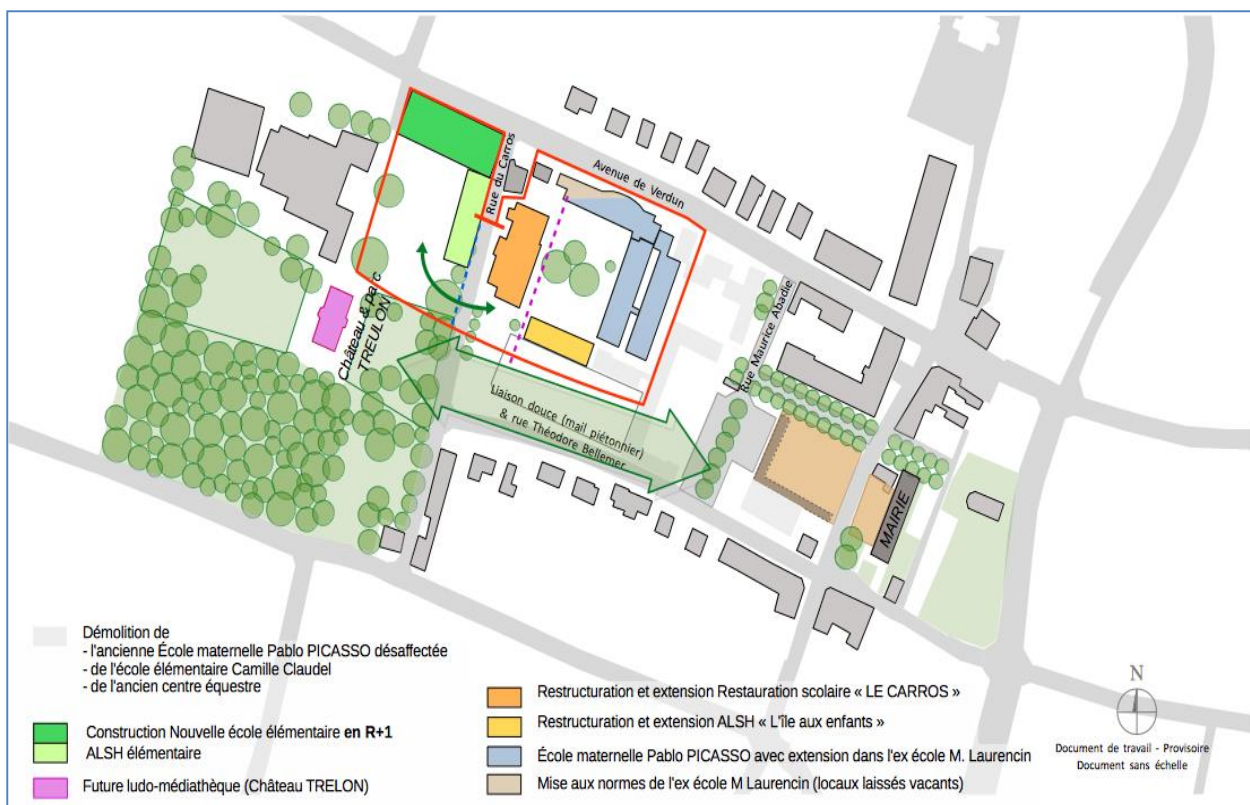 Avenue de Verdun
Rue du Carros
Château & parc
TREULON
Rue Maurice Abadie
Liaison douce (mail piétonnier)
& rue Théodore Bellemer
MAIRIE
Démolition de
- l'ancienne École maternelle Pablo PICASSO désaffectée
- de l'école élémentaire Camille Claudel
- de l'ancien centre équestre
Construction Nouvelle école élémentaire en R+1
ALSH élémentaire
Future ludo-médiathèque (Château TRELON)
Restructuration et extension Restauration scolaire « LE CARROS »
Restructuration et extension ALSH « L'île aux enfants »
École maternelle Pablo PICASSO avec extension dans l'ex école M. Laurencin
Mise aux normes de l'ex école M Laurencin (locaux laissés vacants)
N
Document de travail - Provisoire
Document sans échelle